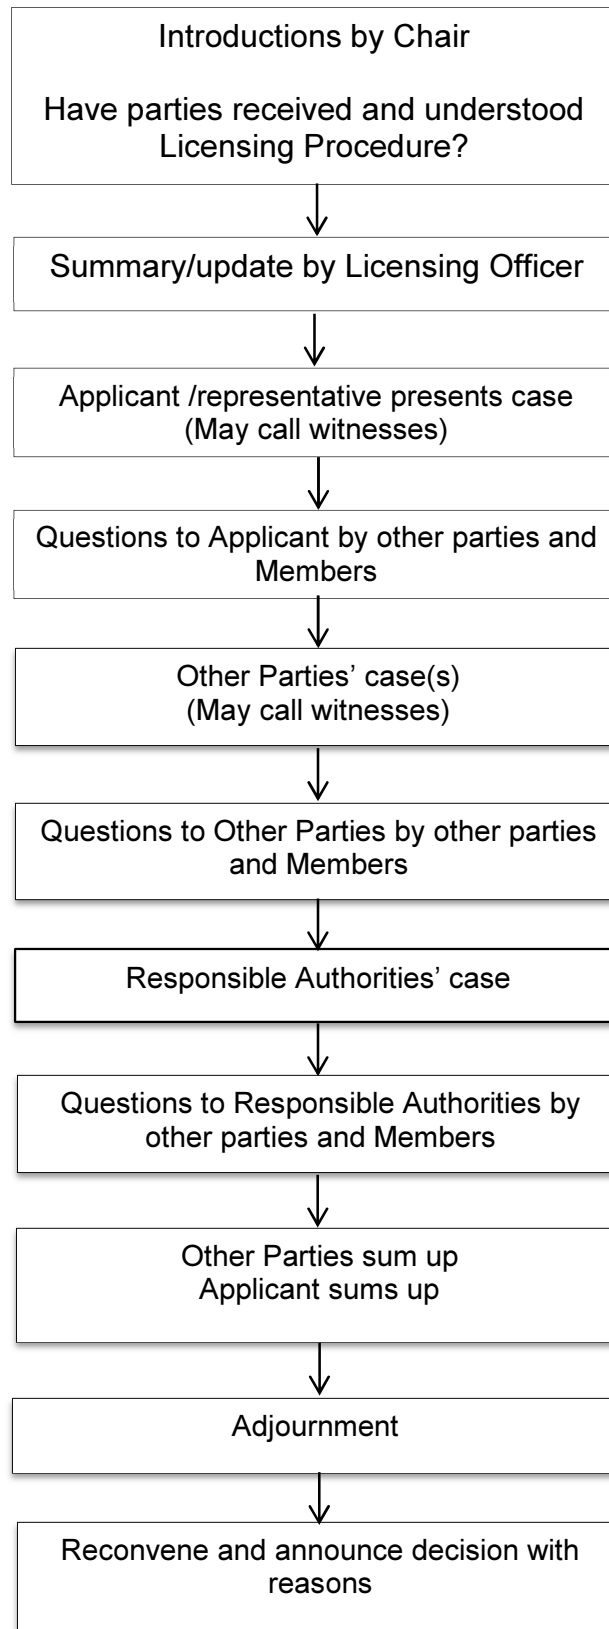 Introductions by Chair
Have parties received and understood
Licensing Procedure?
Summary/update by Licensing Officer
Applicant /representative presents case
(May call witnesses)
Questions to Applicant by other parties and
Members
Other Parties’ case(s)
(May call witnesses)
Questions to Other Parties by other parties
and Members
Responsible Authorities’ case
Questions to Responsible Authorities by
other parties and Members
Other Parties sum up
Applicant sums up
Adjournment
Reconvene and announce decision with
reasons